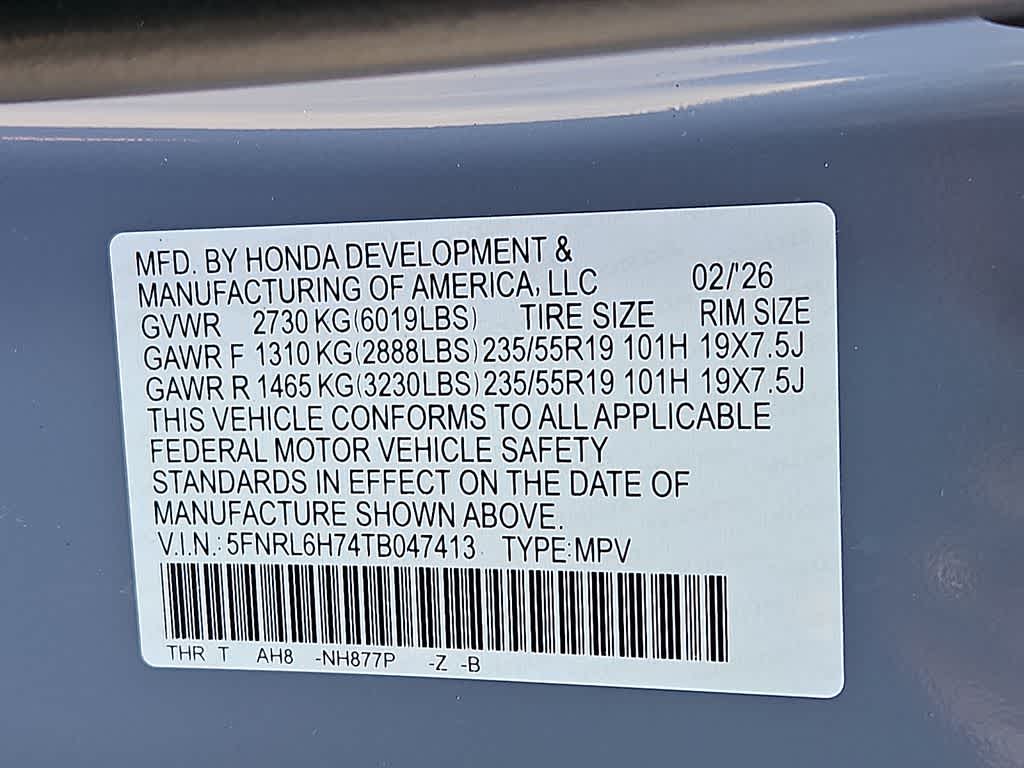 MFD. BY HONDA DEVELOPMENT &
MANUFACTURING OF AMERICA, LLC 02/'26
GVWR 2730 KG(6019LBS) TIRE SIZE RIM SIZE
GAWR F 1310 KG(2888LBS) 235/55R19 101H 19X7.5J
GAWR R 1465 KG(3230LBS) 235/55R19 101H 19X7.5J
THIS VEHICLE CONFORMS TO ALL APPLICABLE
FEDERAL MOTOR VEHICLE SAFETY
STANDARDS IN EFFECT ON THE DATE OF
MANUFACTURE SHOWN ABOVE.
V.I.N.: 5FNRL6H74TB047413 TYPE:MPV
THR T AH8 -NH877P -Z -B